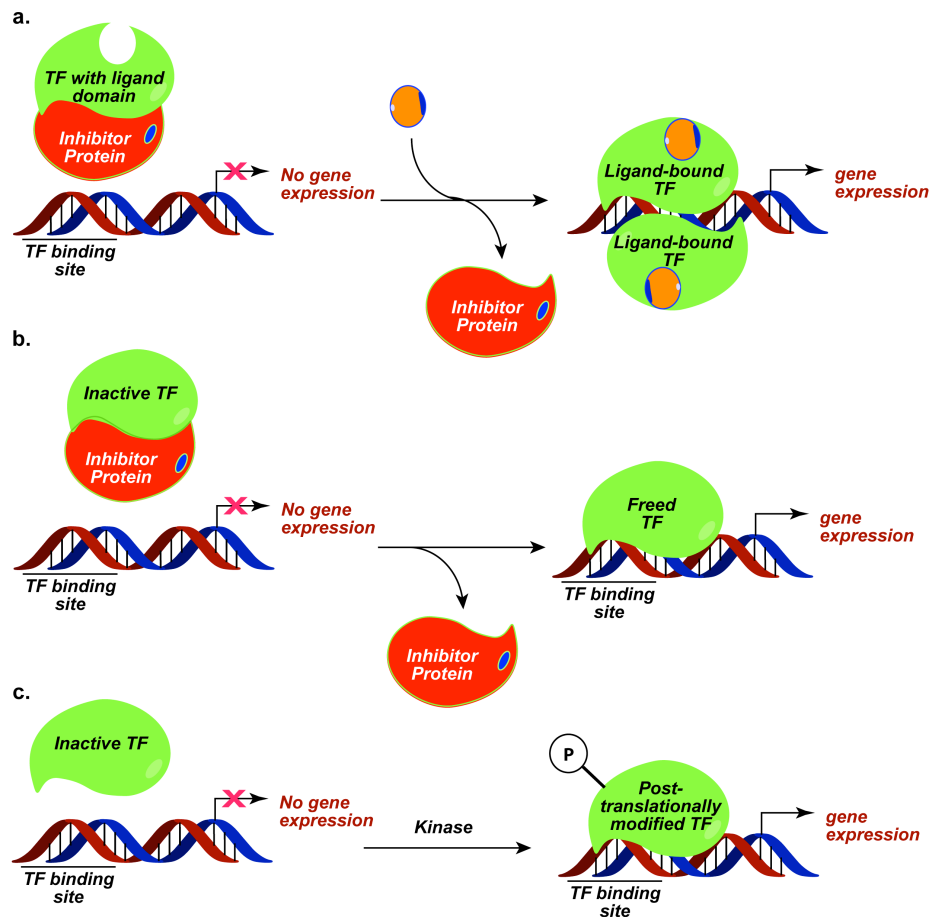 a.
TF with ligand
domain
Inhibitor
Protein
No gene
expression
TF binding
site
Inhibitor
Protein
Ligand-bound
TF
Ligand-bound
TF
gene
expression
b.
Inactive TF
Inhibitor
Protein
No gene
expression
TF binding
site
Inhibitor
Protein
Freed
TF
TF binding
site
gene
expression
c.
Inactive TF
No gene
expression
TF binding
site
Kinase
P
Post-
translationally
modified TF
TF binding
site
gene
expression